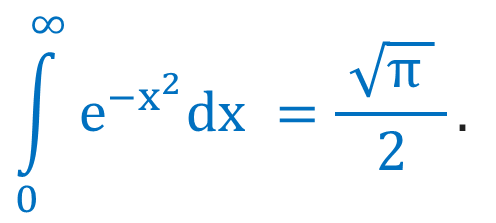 ∫₀^∞ e^{−x²} dx = √π / 2 .